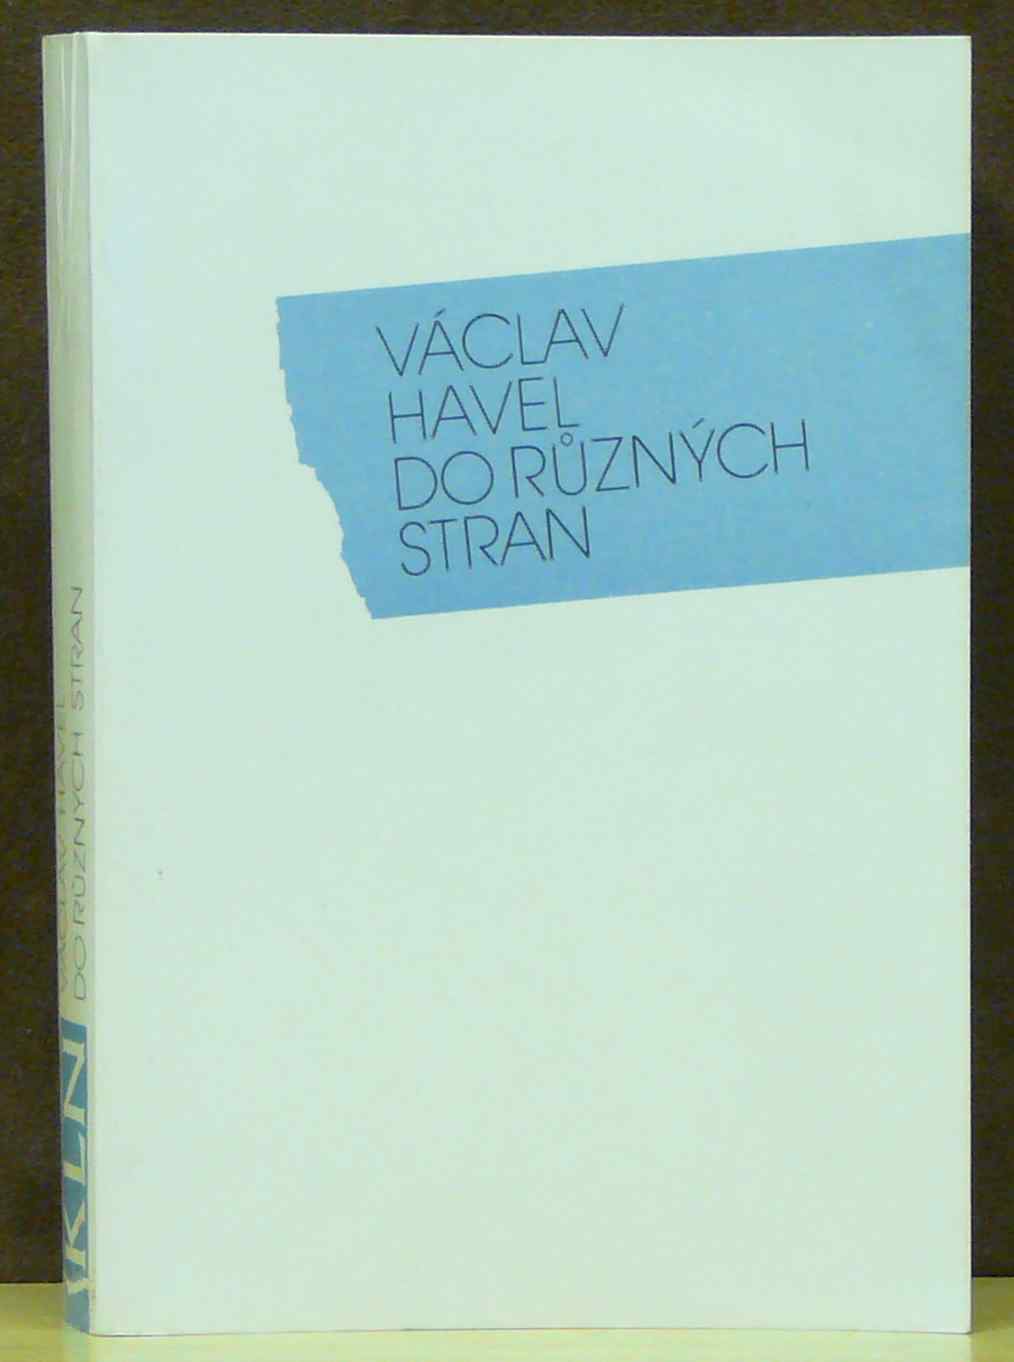 VÁCLAV
HAVEL
DO RŮZNÝCH
STRAN
VÁCLAV HAVEL
DO RŮZNÝCH STRAN
KLN